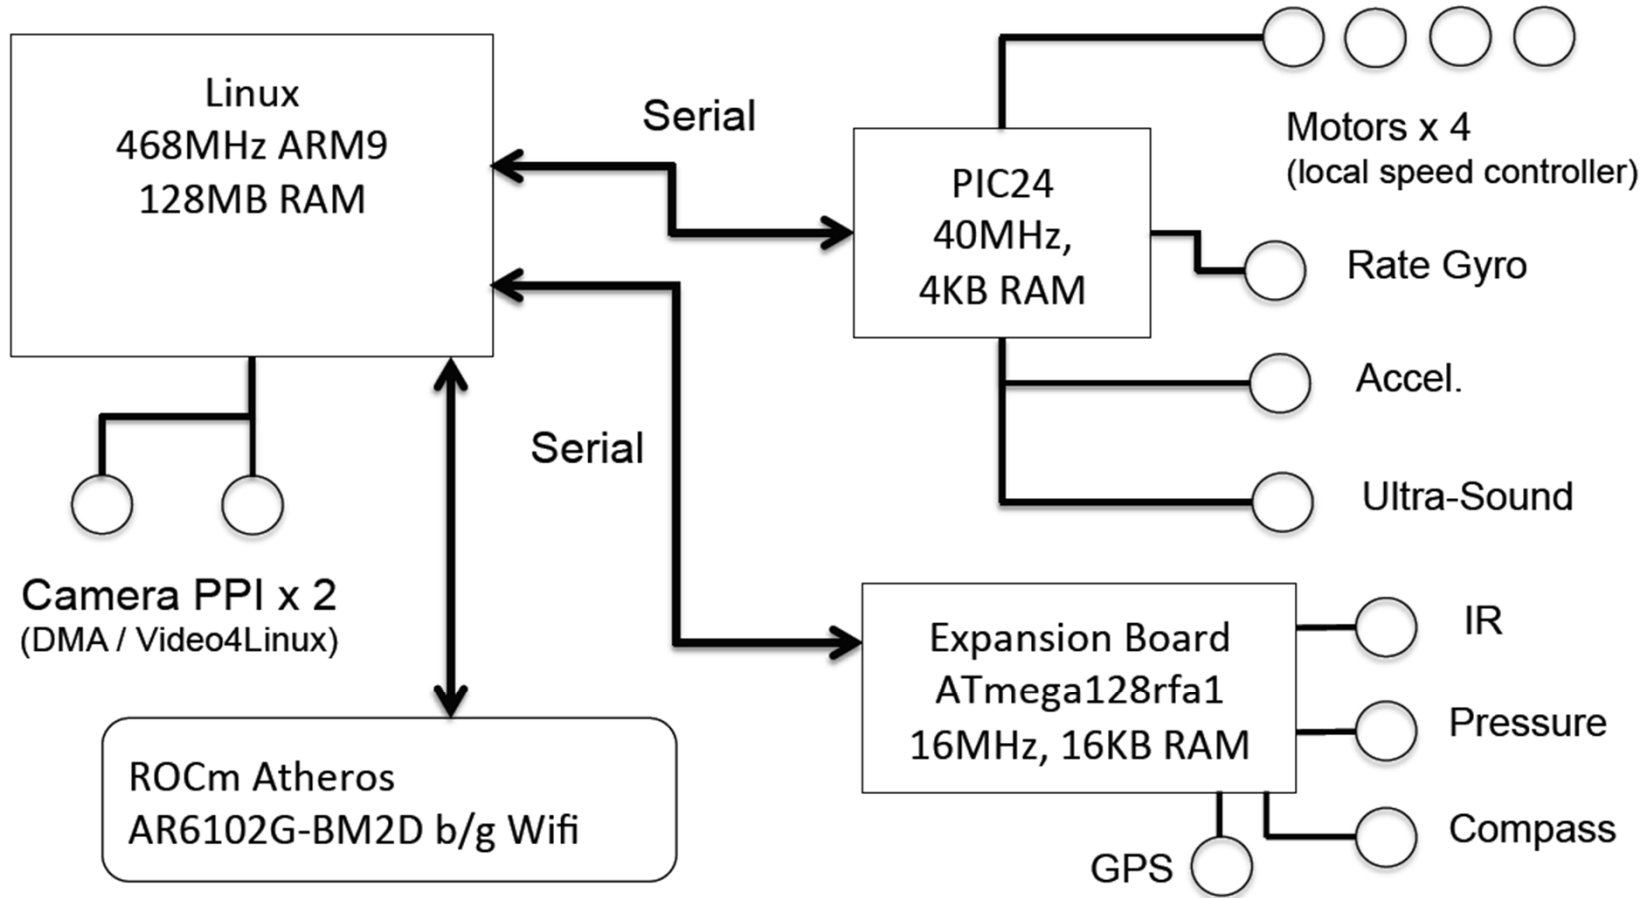 Linux
468MHz ARM9
128MB RAM
Serial
PIC24
40MHz,
4KB RAM
Motors x 4
(local speed controller)
Rate Gyro
Accel.
Ultra-Sound
Serial
Camera PPI x 2
(DMA / Video4Linux)
ROCm Atheros
AR6102G-BM2D b/g Wifi
Expansion Board
ATmega128rfa1
16MHz, 16KB RAM
IR
Pressure
Compass
GPS